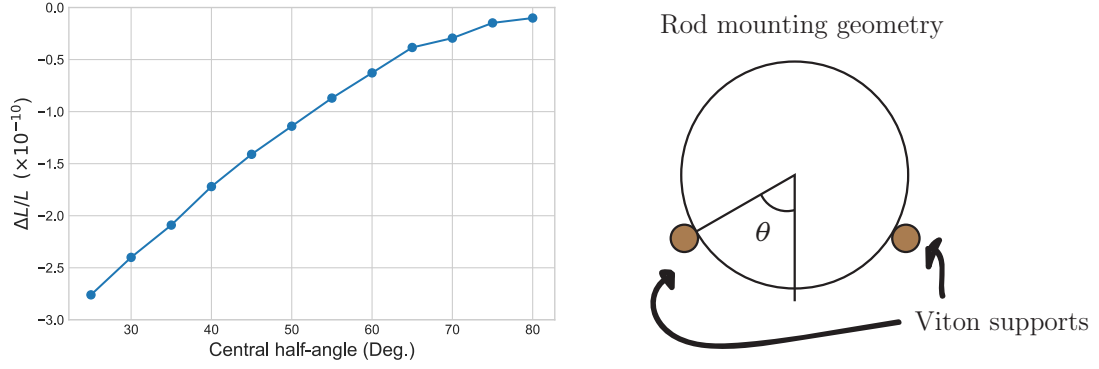 0.0
−0.5
−1.0
−1.5
−2.0
−2.5
−3.0
ΔL/L (×10⁻¹⁰)
30 40 50 60 70 80
Central half-angle (Deg.)
Rod mounting geometry
θ
Viton supports